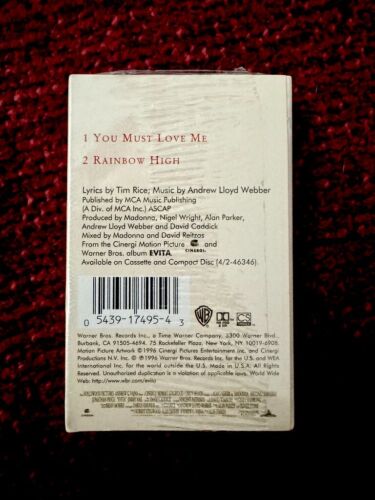 1 You Must Love Me
2 Rainbow High
Lyrics by Tim Rice; Music by Andrew Lloyd Webber
Published by MCA Music Publishing
(A Div. of MCA Inc.) ASCAP
Produced by Madonna, Nigel Wright, Alan Parker,
Andrew Lloyd Webber and David Caddick
Mixed by Madonna and David Reitzas
From the Cinergi Motion Picture CINERGI and
Warner Bros. album EVITA.
Available on Cassette and Compact Disc (4/2-46346).
0 5439-17495-4 3
WB
CS
Warner Bros. Records Inc., a Time Warner Company. 3300 Warner Blvd.,
Burbank, CA 91505-4694. 75 Rockefeller Plaza, New York, NY 10019-6908.
Motion Picture Artwork © 1996 Cinergi Pictures Entertainment Inc. and Cinergi
Productions N.V. Inc. ℗ © 1996 Warner Bros. Records Inc. for the U.S. and WEA
International Inc. for the world outside the U.S. Made in U.S.A. All Rights
Reserved. Unauthorized duplication is a violation of applicable laws. World Wide
Web: http://www.wbr.com/evita